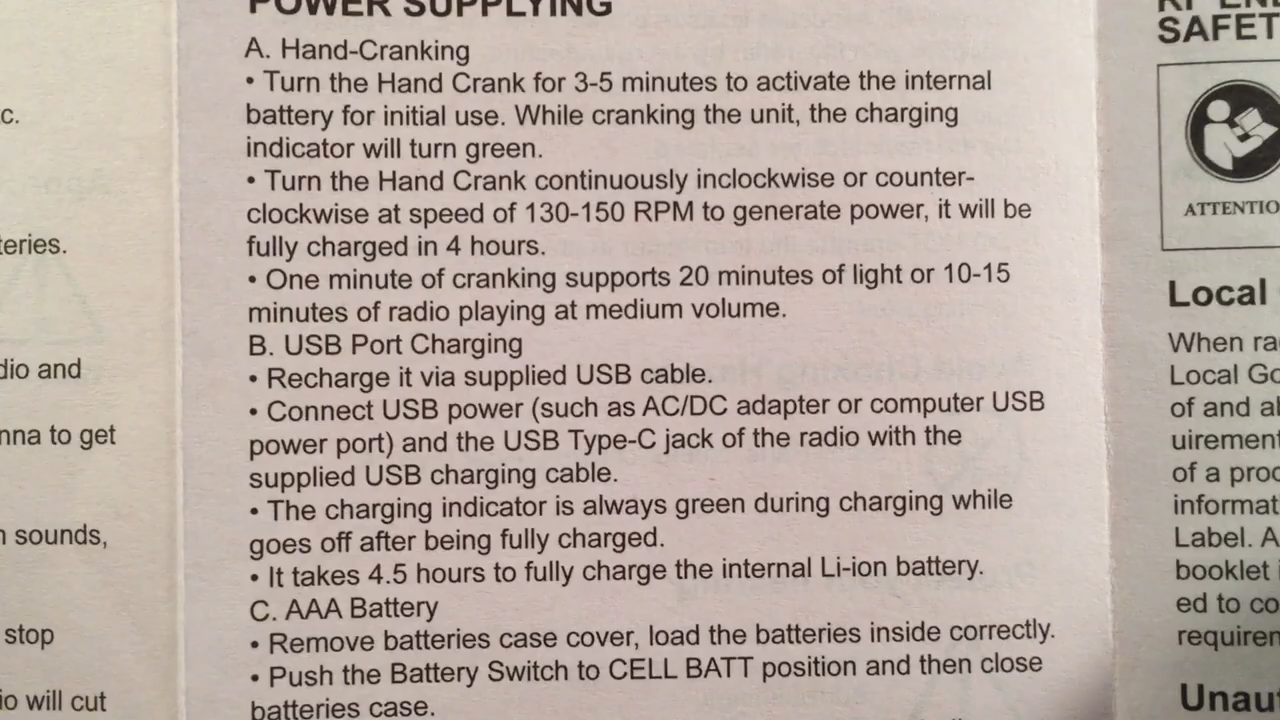 c.
teries.
dio and
nna to get
sounds,
stop
io will cut
POWER SUPPLYING
A. Hand-Cranking
• Turn the Hand Crank for 3-5 minutes to activate the internal
battery for initial use. While cranking the unit, the charging
indicator will turn green.
• Turn the Hand Crank continuously inclockwise or counter-
clockwise at speed of 130-150 RPM to generate power, it will be
fully charged in 4 hours.
• One minute of cranking supports 20 minutes of light or 10-15
minutes of radio playing at medium volume.
B. USB Port Charging
• Recharge it via supplied USB cable.
• Connect USB power (such as AC/DC adapter or computer USB
power port) and the USB Type-C jack of the radio with the
supplied USB charging cable.
• The charging indicator is always green during charging while
goes off after being fully charged.
• It takes 4.5 hours to fully charge the internal Li-ion battery.
C. AAA Battery
• Remove batteries case cover, load the batteries inside correctly.
• Push the Battery Switch to CELL BATT position and then close
batteries case.
SAFET
ATTENTIO
Local
When ra
Local Go
of and al
uirement
of a proc
informat
Label. A
booklet i
ed to co
requiren
Unau